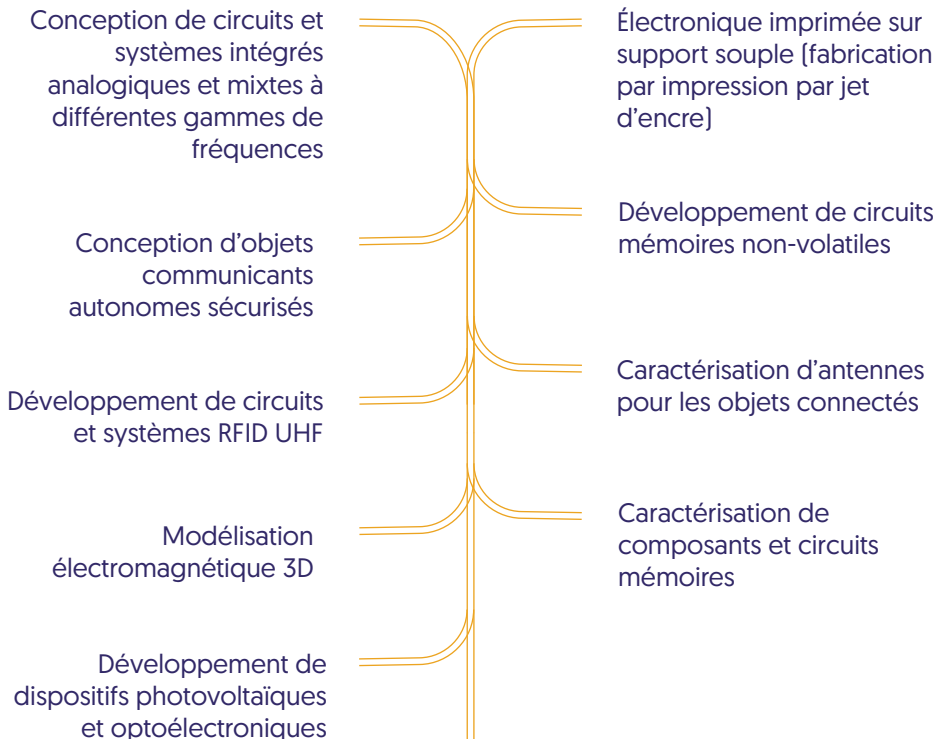 Conception de circuits et
systèmes intégrés
analogiques et mixtes à
différentes gammes de
fréquences
Conception d’objets
communicants
autonomes sécurisés
Développement de circuits
et systèmes RFID UHF
Modélisation
électromagnétique 3D
Développement de
dispositifs photovoltaïques
et optoélectroniques
Électronique imprimée sur
support souple (fabrication
par impression par jet
d’encre)
Développement de circuits
mémoires non-volatiles
Caractérisation d’antennes
pour les objets connectés
Caractérisation de
composants et circuits
mémoires